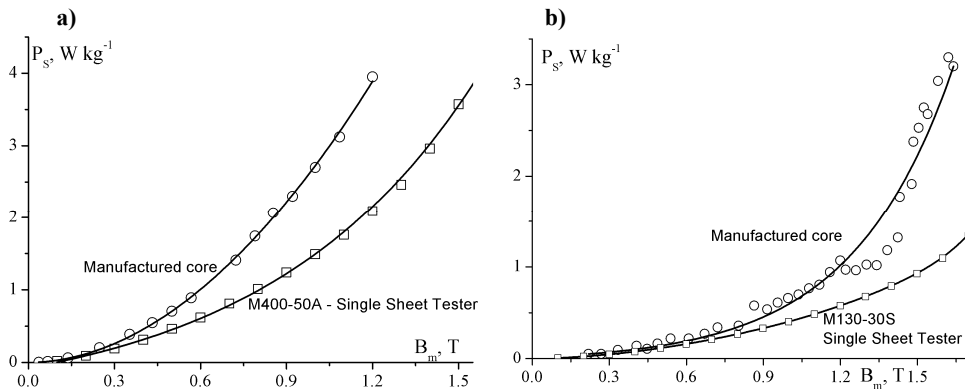 a)
P_S, W kg^-1
4
3
2
1
0
0.0 0.3 0.6 0.9 1.2 1.5
B_m, T
Manufactured core
M400-50A - Single Sheet Tester
b)
P_S, W kg^-1
3
2
1
0
0.0 0.3 0.6 0.9 1.2 1.5
B_m, T
Manufactured core
M130-30S
Single Sheet Tester